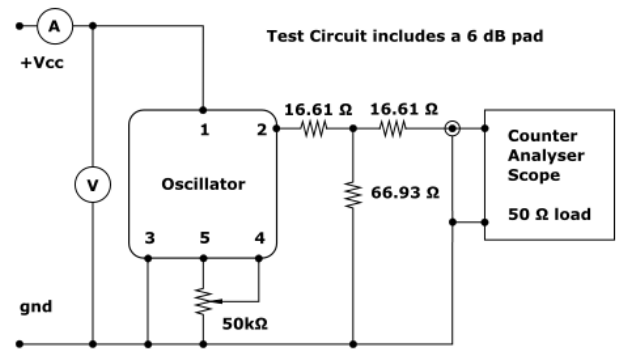 A
Test Circuit includes a 6 dB pad
+Vcc
16.61 Ω
16.61 Ω
1
2
Counter
Analyser
Scope
50 Ω load
V
Oscillator
66.93 Ω
3
5
4
gnd
50kΩ